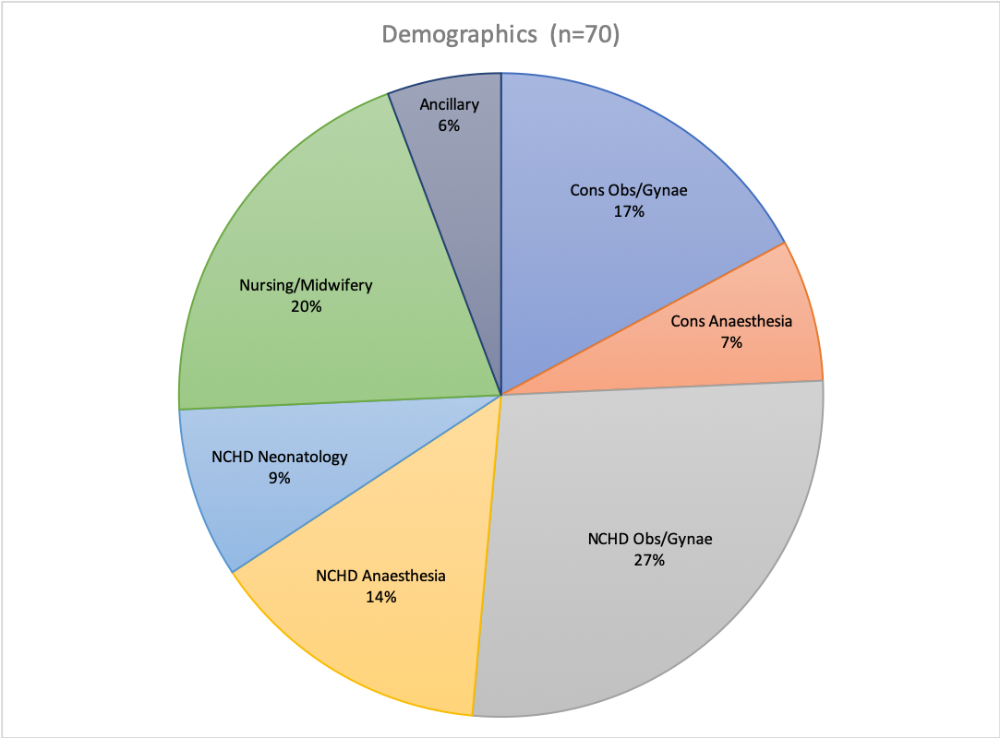 Demographics (n=70)
Ancillary
6%
Cons Obs/Gynae
17%
Nursing/Midwifery
20%
Cons Anaesthesia
7%
NCHD Neonatology
9%
NCHD Obs/Gynae
27%
NCHD Anaesthesia
14%